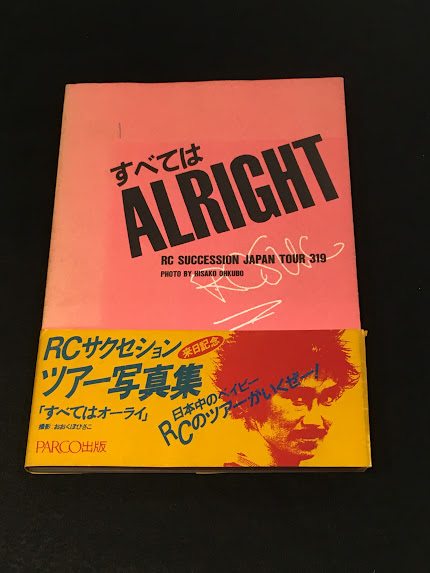 すべては
ALRIGHT
RC SUCCESSION JAPAN TOUR 319
PHOTO BY HISAKO OHKUBO
RC Suc
RCサクセション
来日記念
ツアー写真集
「すべてはオーライ」
撮影:おおくぼひさこ
PARCO出版
日本中のベイビー
RCのツアーがいくぜー!